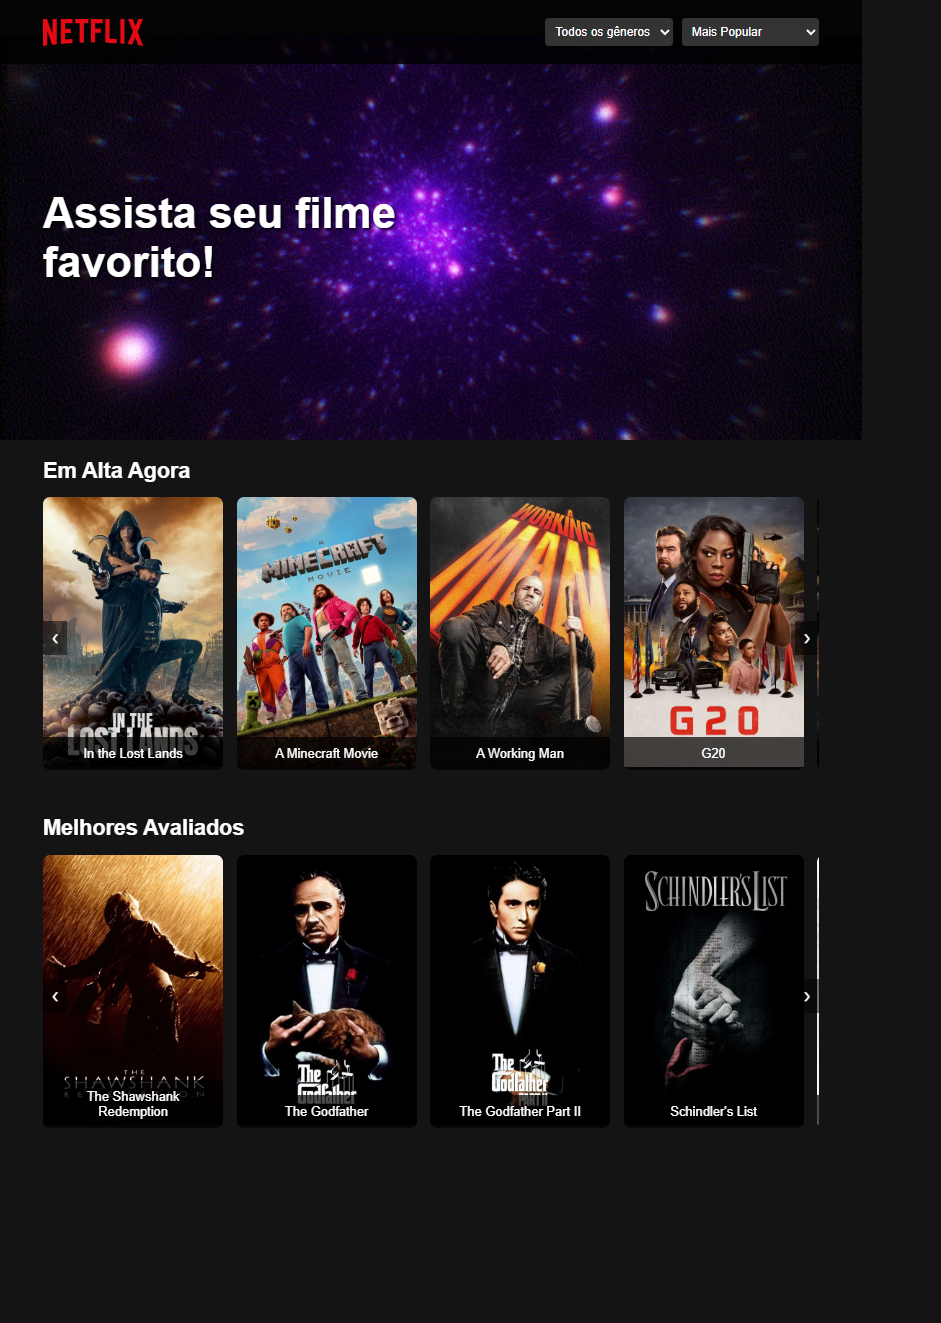 NETFLIX
Todos os gêneros
Mais Popular
Assista seu filme
favorito!
Em Alta Agora
A
WORKING
MAN
A
MINECRAFT
MOVIE
IN THE
LOST LANDS
G20
‹
›
In the Lost Lands
A Minecraft Movie
A Working Man
G20
Melhores Avaliados
SCHINDLER'S LIST
‹
›
THE
SHAWSHANK
The
Godfather
The
Godfather
PART II
The Shawshank
Redemption
The Godfather
The Godfather Part II
Schindler's List